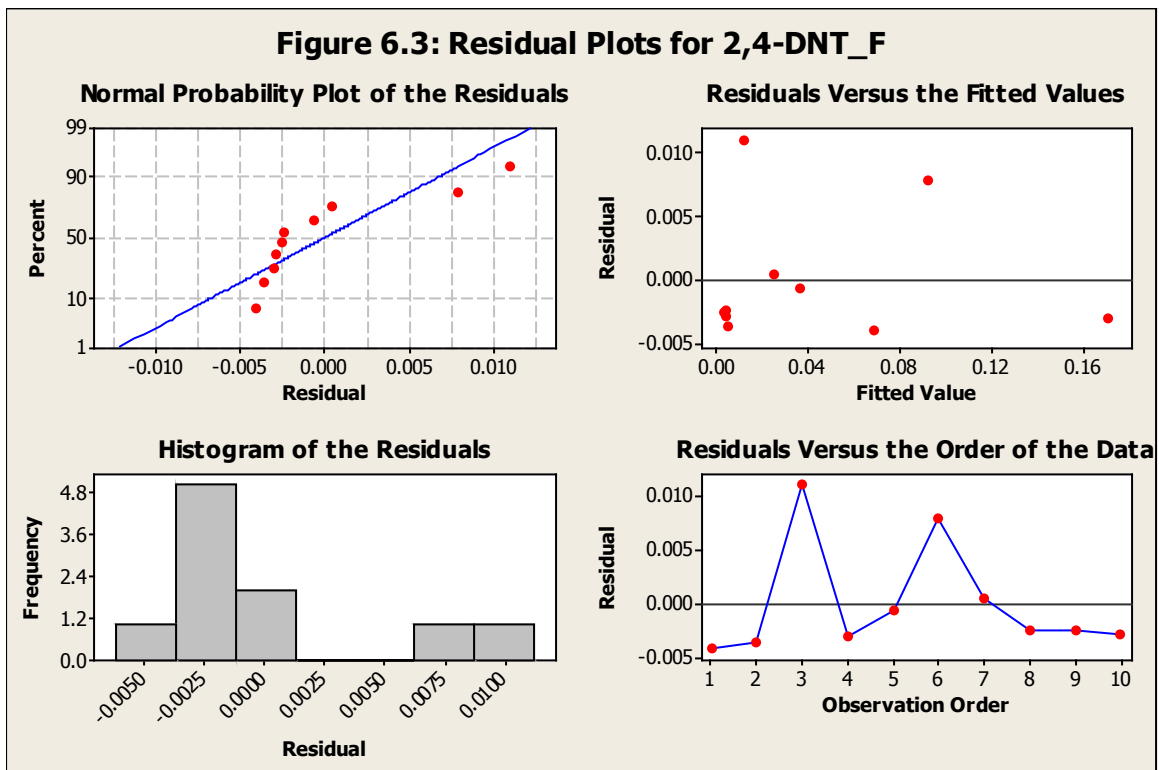 Figure 6.3: Residual Plots for 2,4-DNT_F
Normal Probability Plot of the Residuals
99
90
50
10
1
Percent
-0.010 -0.005 0.000 0.005 0.010
Residual
Residuals Versus the Fitted Values
0.010
0.005
0.000
-0.005
Residual
0.00 0.04 0.08 0.12 0.16
Fitted Value
Histogram of the Residuals
4.8
3.6
2.4
1.2
0.0
Frequency
-0.0050 -0.0025 0.0000 0.0025 0.0050 0.0075 0.0100
Residual
Residuals Versus the Order of the Data
0.010
0.005
0.000
-0.005
Residual
1 2 3 4 5 6 7 8 9 10
Observation Order